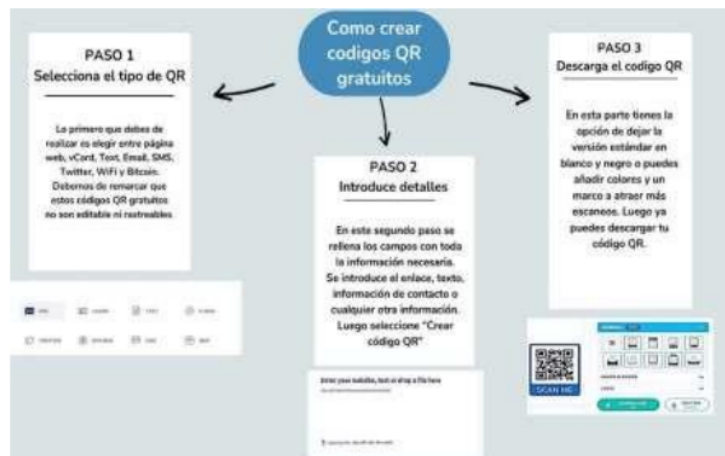 Como crear
codigos QR
gratuitos
PASO 1
Selecciona el tipo de QR
Lo primero que debes de
realizar es elegir entre página
web, vCard, Text, Email, SMS,
Twitter, WiFi y Bitcoin.
Debemos de remarcar que
estos códigos QR gratuitos
no son editable ni rastreables
PASO 2
Introduce detalles
En este segundo paso se
rellena los campos con toda
la información necesaria.
Se introduce el enlace, texto,
información de contacto o
cualquier otra información.
Luego seleccione "Crear
código QR"
Enter your website, text or drop a file here
PASO 3
Descarga el codigo QR
En esta parte tienes la
opción de dejar la
versión estándar en
blanco y negro o puedes
añadir colores y un
marco a atraer más
escaneos. Luego ya
puedes descargar tu
código QR.
SCAN ME